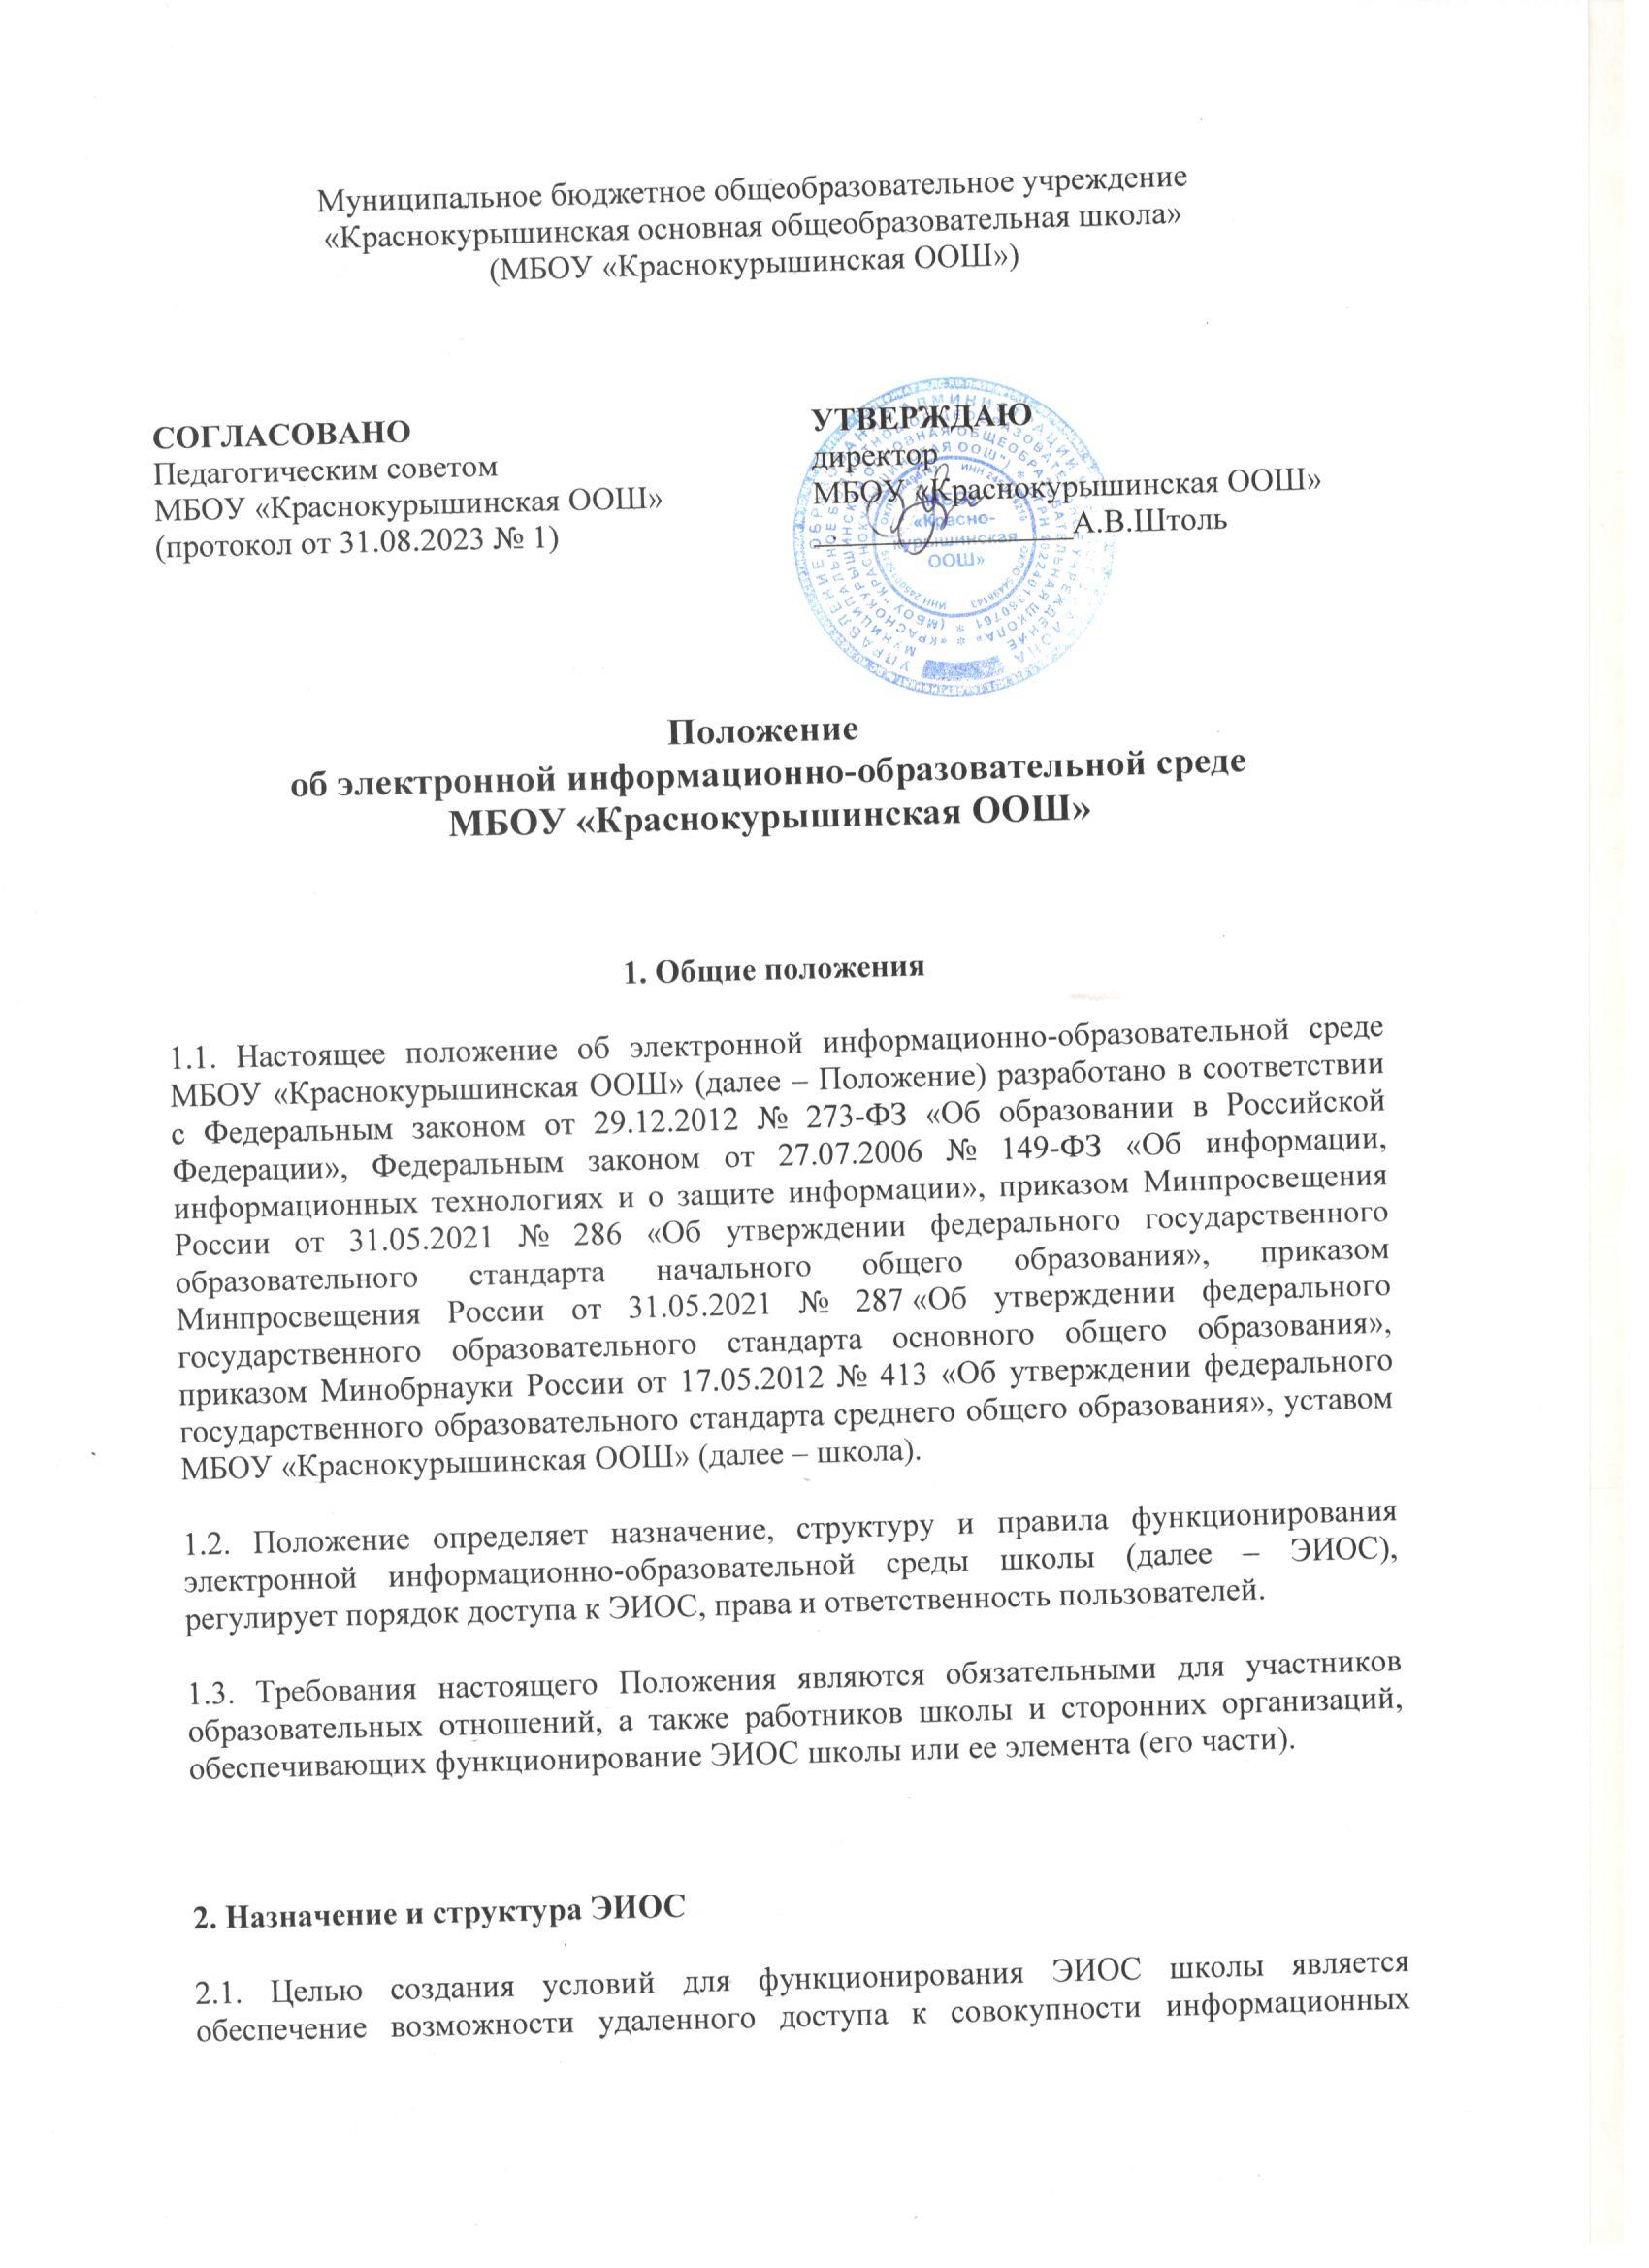 Муниципальное бюджетное общеобразовательное учреждение
«Краснокурышинская основная общеобразовательная школа»
(МБОУ «Краснокурышинская ООШ»)
СОГЛАСОВАНО
Педагогическим советом
МБОУ «Краснокурышинская ООШ»
(протокол от 31.08.2023 № 1)
УТВЕРЖДАЮ
директор
МБОУ «Краснокурышинская ООШ»
А.В.Штоль
«Красно-
курышинская
ООШ»
Положение
об электронной информационно-образовательной среде
МБОУ «Краснокурышинская ООШ»
1. Общие положения
1.1. Настоящее положение об электронной информационно-образовательной среде
МБОУ «Краснокурышинская ООШ» (далее – Положение) разработано в соответствии
с Федеральным законом от 29.12.2012 № 273-ФЗ «Об образовании в Российской
Федерации», Федеральным законом от 27.07.2006 № 149-ФЗ «Об информации,
информационных технологиях и о защите информации», приказом Минпросвещения
России от 31.05.2021 № 286 «Об утверждении федерального государственного
образовательного стандарта начального общего образования», приказом
Минпросвещения России от 31.05.2021 № 287 «Об утверждении федерального
государственного образовательного стандарта основного общего образования»,
приказом Минобрнауки России от 17.05.2012 № 413 «Об утверждении федерального
государственного образовательного стандарта среднего общего образования», уставом
МБОУ «Краснокурышинская ООШ» (далее – школа).
1.2. Положение определяет назначение, структуру и правила функционирования
электронной информационно-образовательной среды школы (далее – ЭИОС),
регулирует порядок доступа к ЭИОС, права и ответственность пользователей.
1.3. Требования настоящего Положения являются обязательными для участников
образовательных отношений, а также работников школы и сторонних организаций,
обеспечивающих функционирование ЭИОС школы или ее элемента (его части).
2. Назначение и структура ЭИОС
2.1. Целью создания условий для функционирования ЭИОС школы является
обеспечение возможности удаленного доступа к совокупности информационных